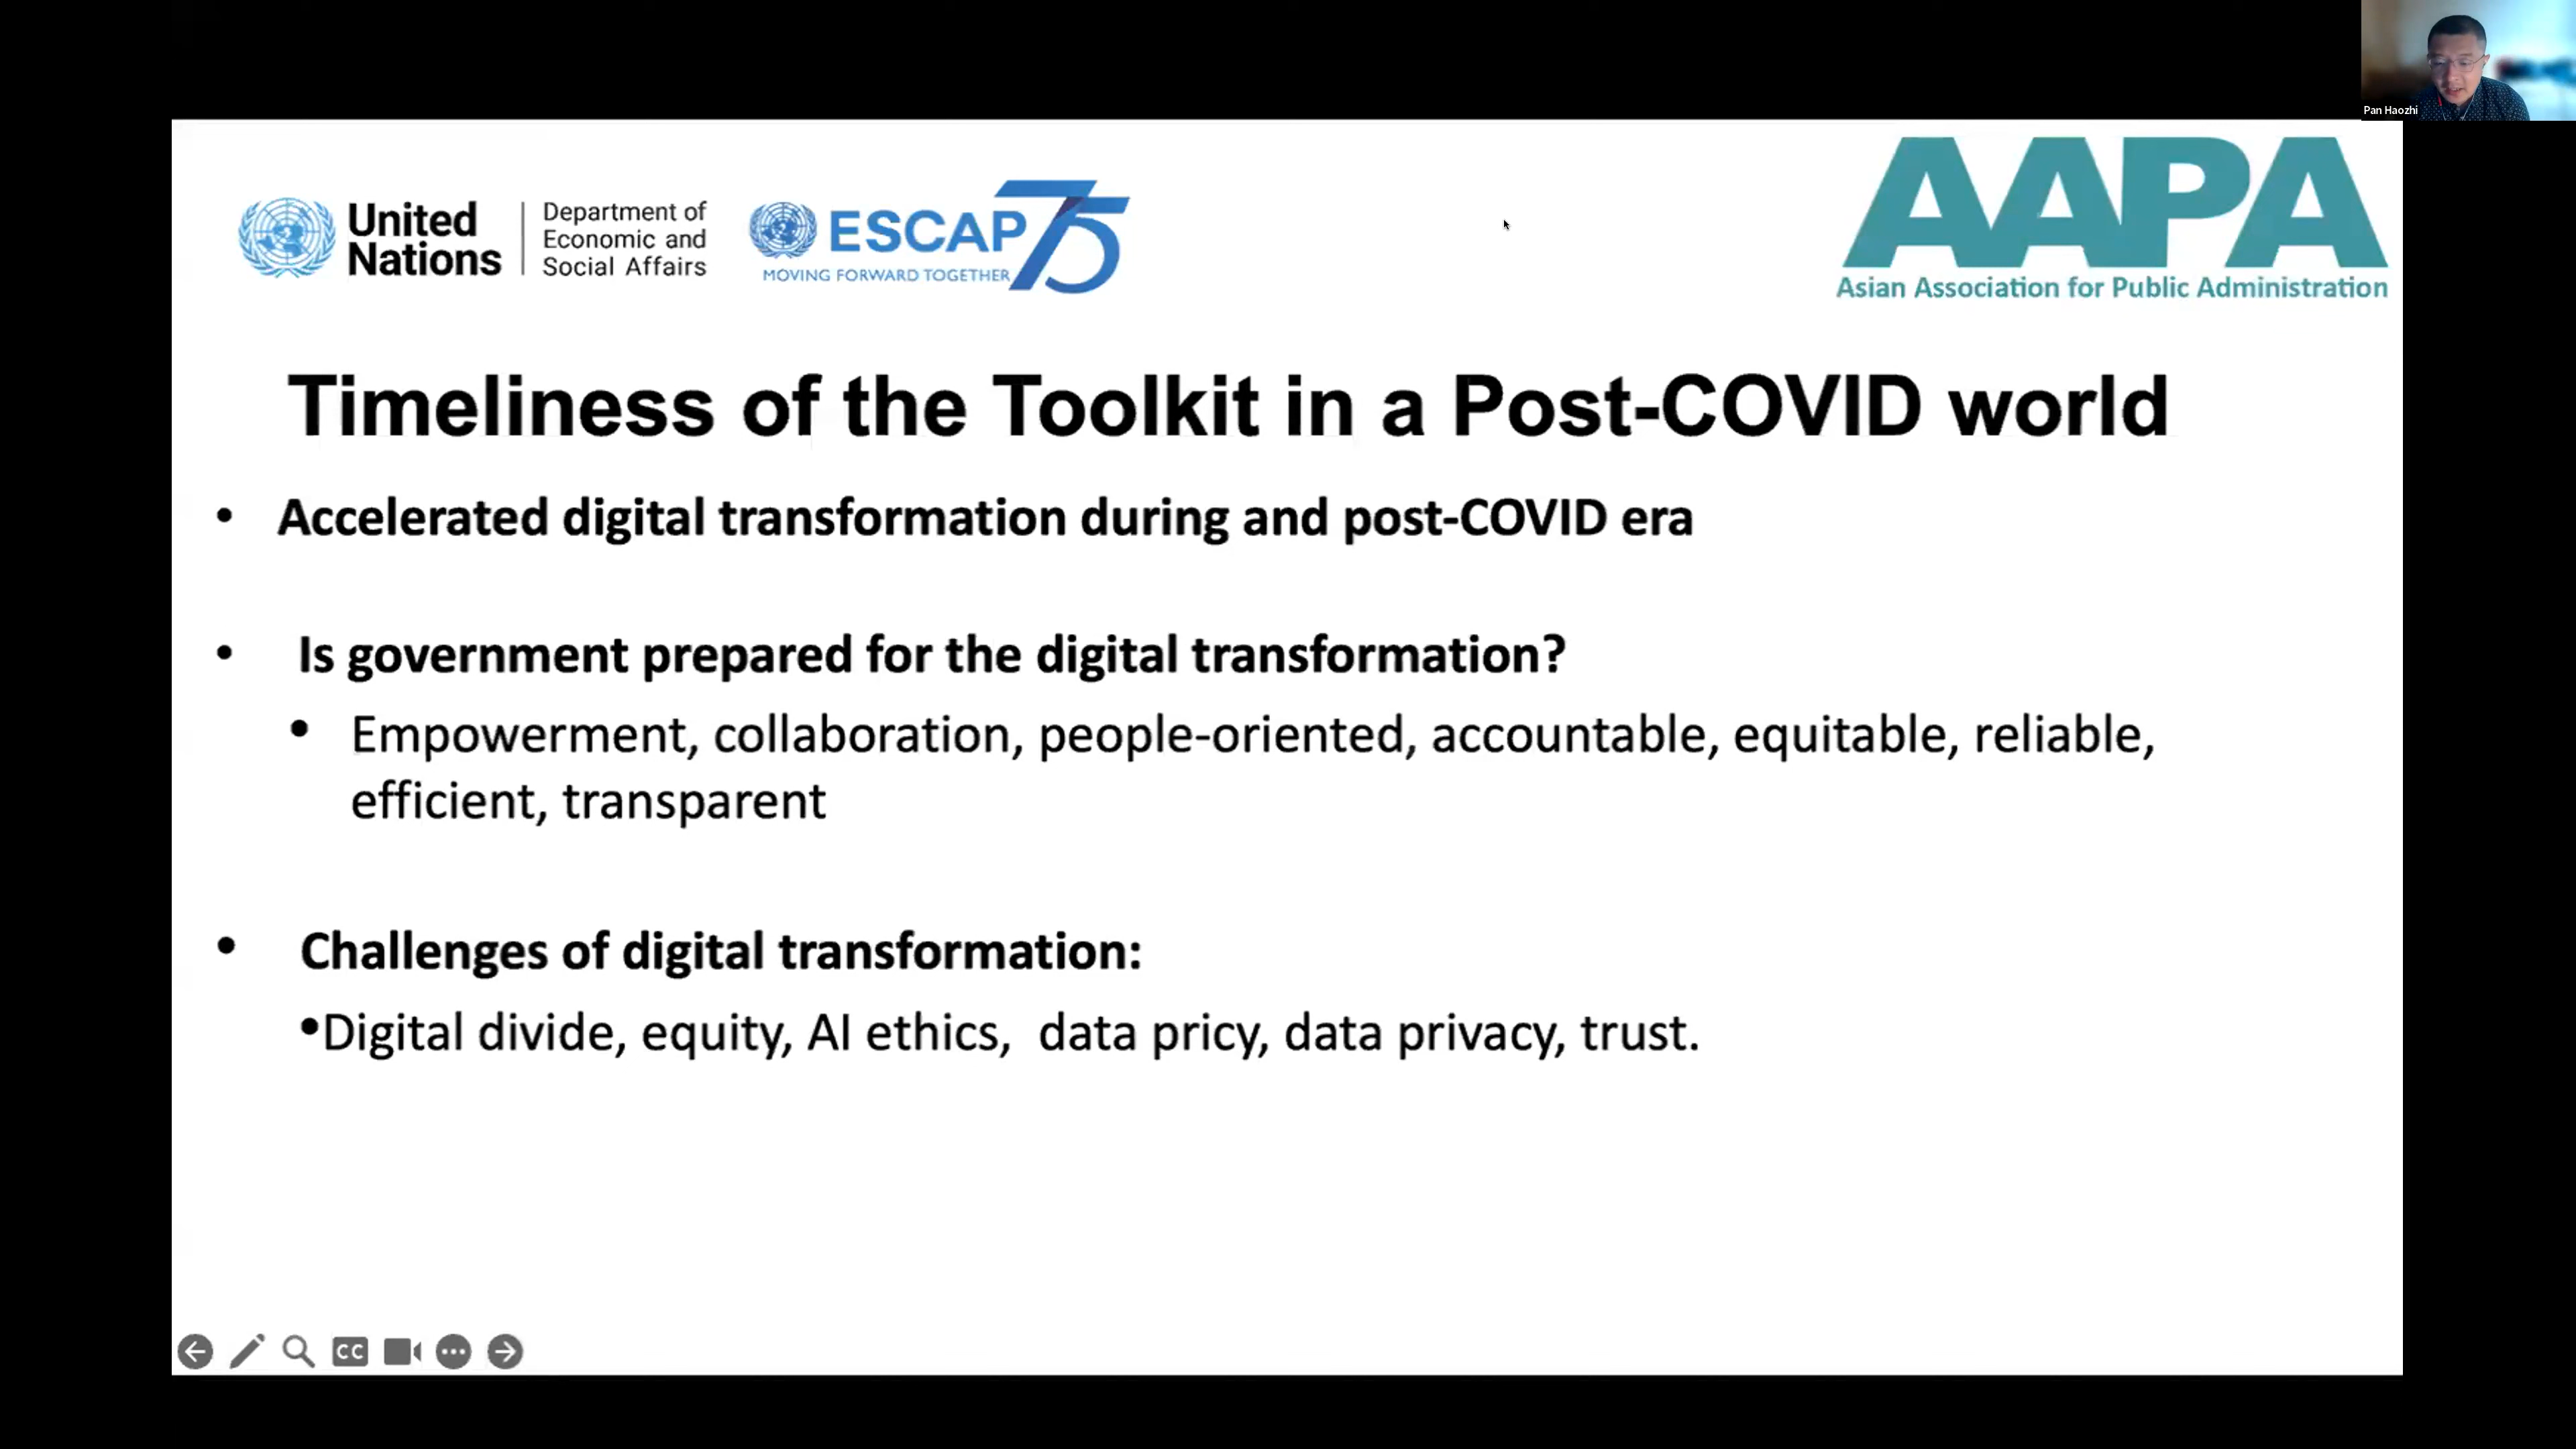 Pan Haozhi
United Nations
Department of Economic and Social Affairs
ESCAP 75
MOVING FORWARD TOGETHER
AAPA
Asian Association for Public Administration
Timeliness of the Toolkit in a Post-COVID world
• Accelerated digital transformation during and post-COVID era
• Is government prepared for the digital transformation?
• Empowerment, collaboration, people-oriented, accountable, equitable, reliable,
efficient, transparent
• Challenges of digital transformation:
•Digital divide, equity, AI ethics,  data pricy, data privacy, trust.
CC